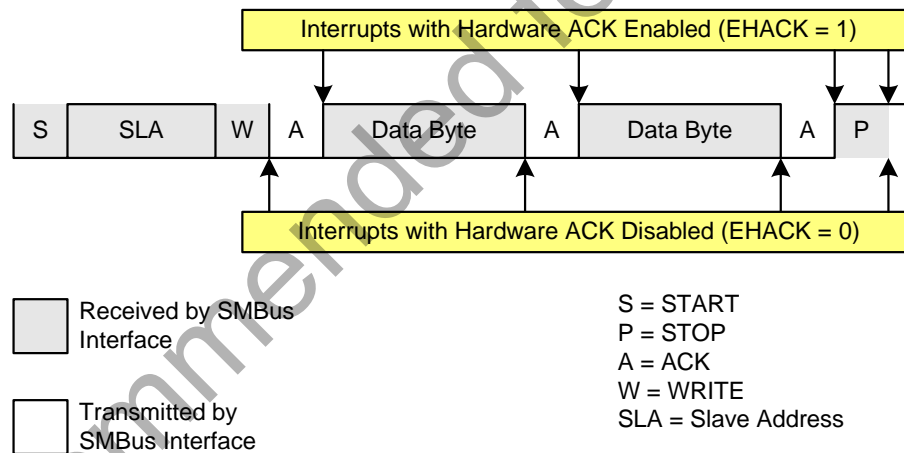 Interrupts with Hardware ACK Enabled (EHACK = 1)
S SLA W A Data Byte A Data Byte A P
Interrupts with Hardware ACK Disabled (EHACK = 0)
Received by SMBus
Interface
Transmitted by
SMBus Interface
S = START
P = STOP
A = ACK
W = WRITE
SLA = Slave Address